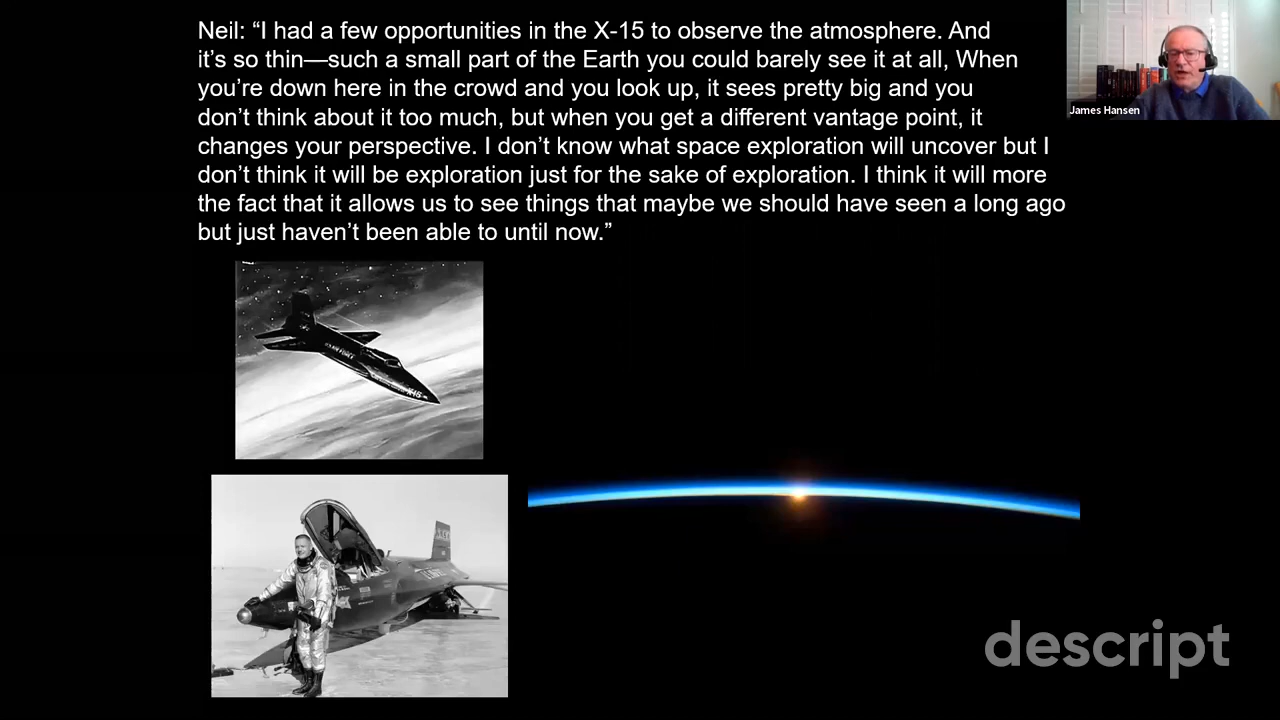 Neil: “I had a few opportunities in the X-15 to observe the atmosphere. And
it’s so thin—such a small part of the Earth you could barely see it at all, When
you’re down here in the crowd and you look up, it sees pretty big and you
don’t think about it too much, but when you get a different vantage point, it
changes your perspective. I don’t know what space exploration will uncover but I
don’t think it will be exploration just for the sake of exploration. I think it will more
the fact that it allows us to see things that maybe we should have seen a long ago
but just haven’t been able to until now.”
James Hansen
U.S. AIR FORCE
X-15
descript